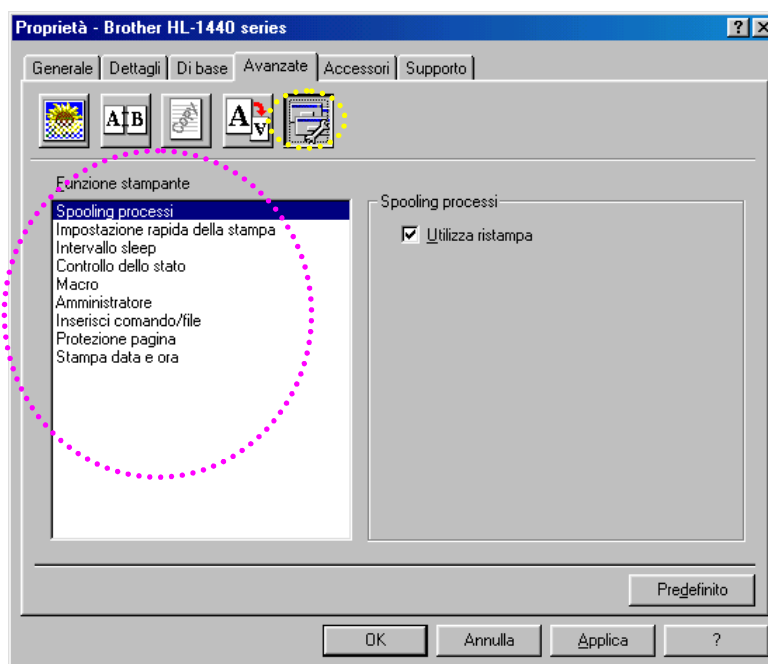 Proprietà - Brother HL-1440 series
? X
Generale Dettagli Di base Avanzate Accessori Supporto
A B Copy A A
Funzione stampante
Spooling processi
Impostazione rapida della stampa
Intervallo sleep
Controllo dello stato
Macro
Amministratore
Inserisci comando/file
Protezione pagina
Stampa data e ora
Spooling processi
Utilizza ristampa
Predefinito
OK Annulla Applica ?